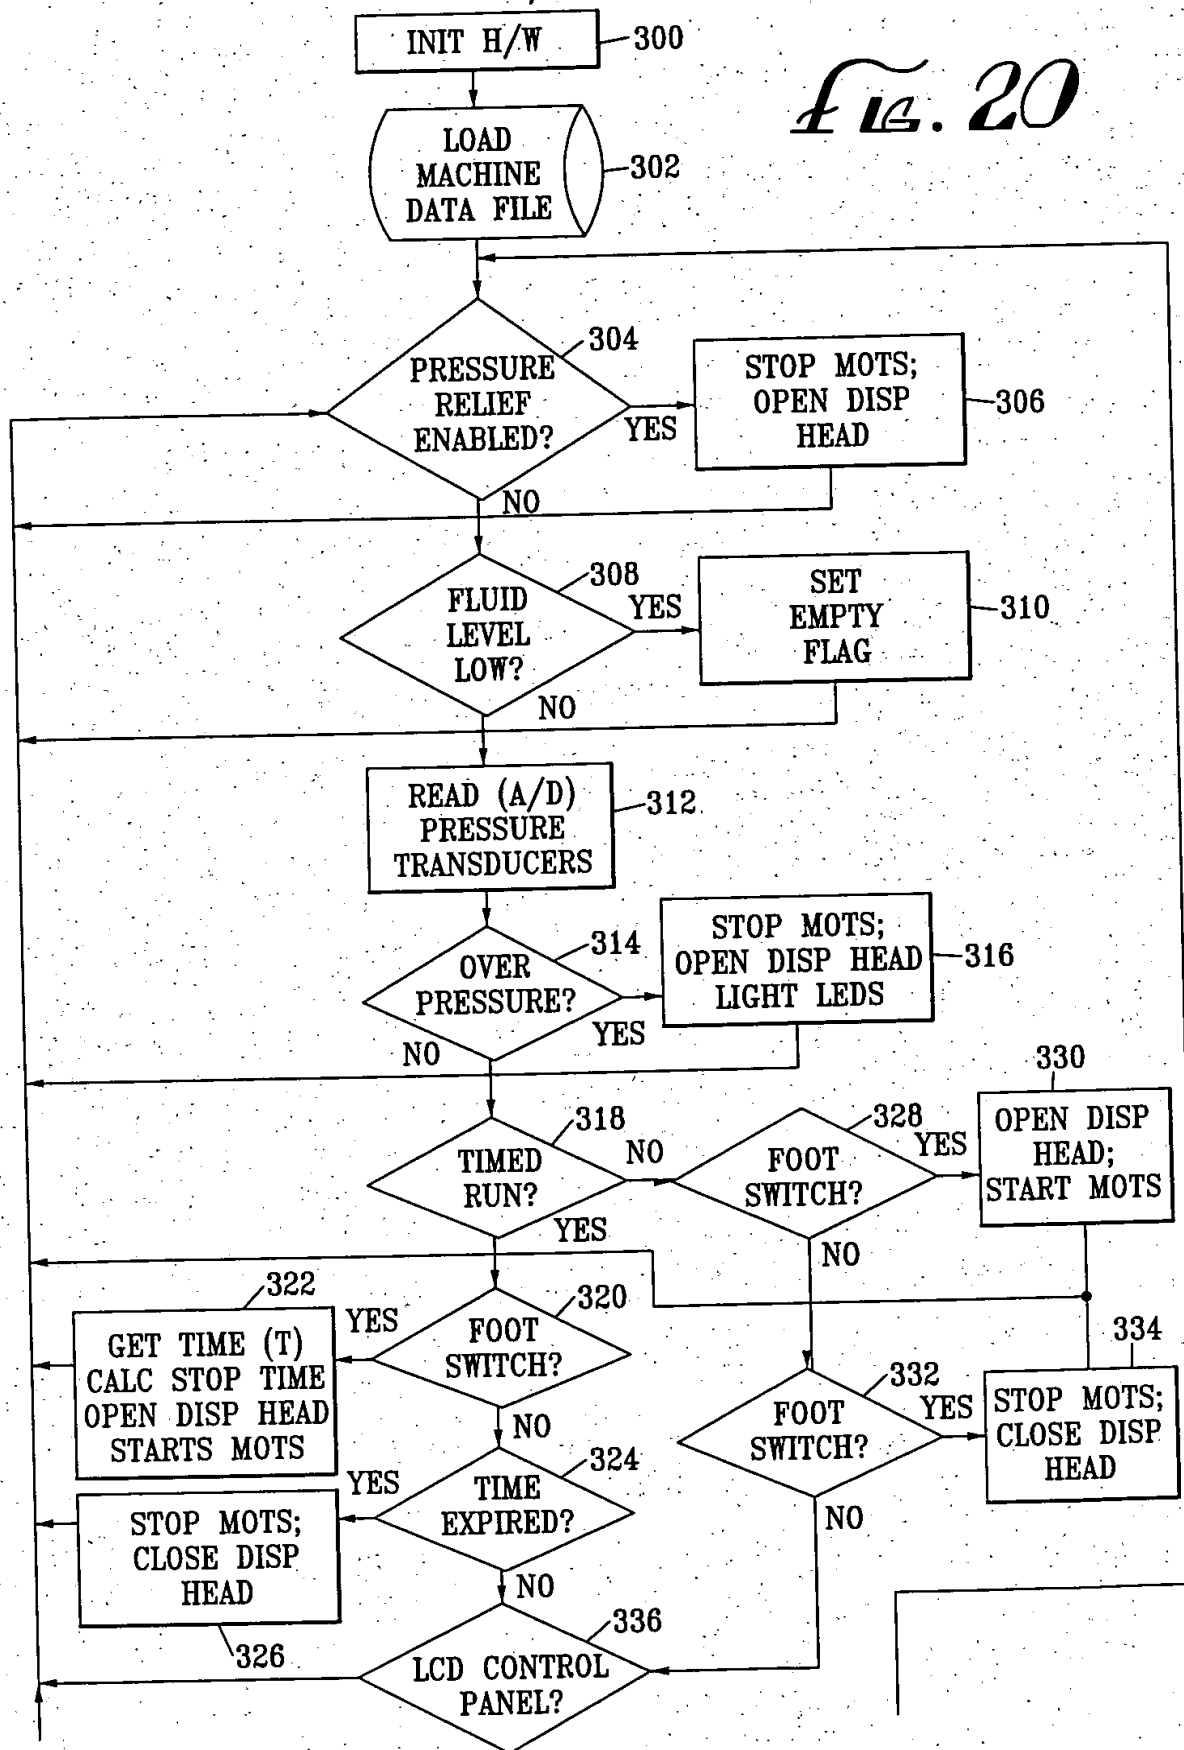 INIT H/W
300
FIG. 20
LOAD
MACHINE
DATA FILE
302
PRESSURE
RELIEF
ENABLED?
304
YES
STOP MOTS;
OPEN DISP
HEAD
306
NO
FLUID
LEVEL
LOW?
308
YES
SET
EMPTY
FLAG
310
NO
READ (A/D)
PRESSURE
TRANSDUCERS
312
OVER
PRESSURE?
314
YES
STOP MOTS;
OPEN DISP HEAD
LIGHT LEDS
316
NO
TIMED
RUN?
318
NO
FOOT
SWITCH?
328
YES
330
OPEN DISP
HEAD;
START MOTS
YES
NO
322
GET TIME (T)
CALC STOP TIME
OPEN DISP HEAD
STARTS MOTS
YES
FOOT
SWITCH?
320
NO
FOOT
SWITCH?
332
YES
334
STOP MOTS;
CLOSE DISP
HEAD
NO
TIME
EXPIRED?
324
YES
STOP MOTS;
CLOSE DISP
HEAD
326
NO
LCD CONTROL
PANEL?
336